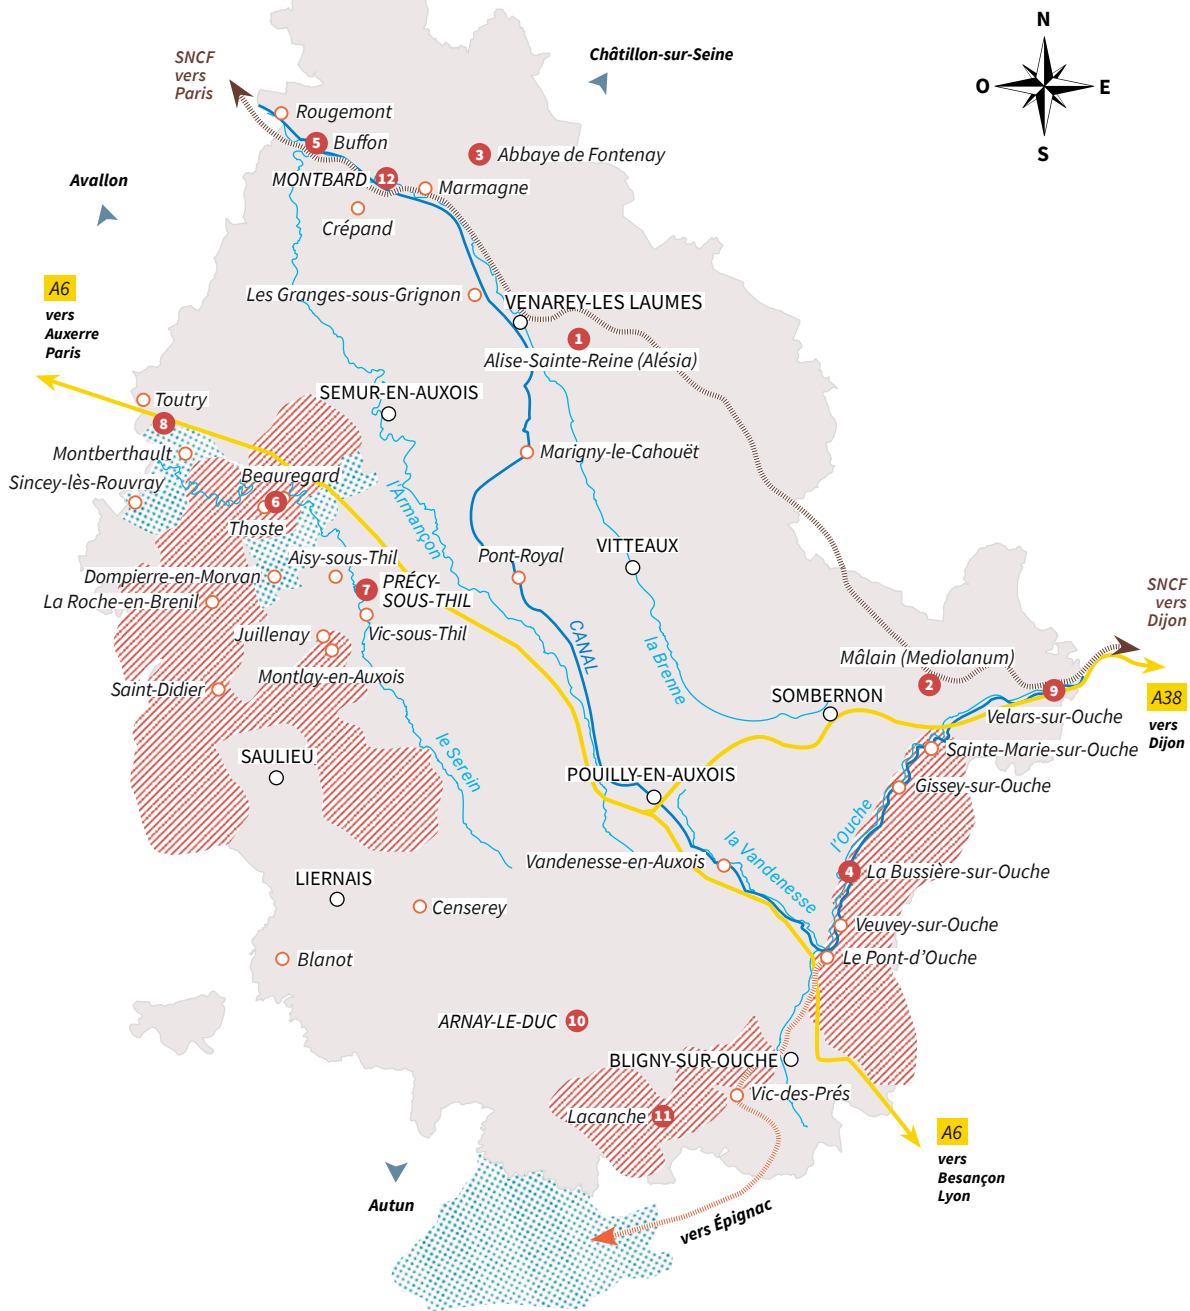 N
O
E
S
Châtillon-sur-Seine
SNCF
vers
Paris
Rougemont
5
Buffon
3
Abbaye de Fontenay
Avallon
MONTBARD
12
Marmagne
Crépand
A6
vers
Auxerre
Paris
Les Granges-sous-Grignon
VENAREY-LES LAUMES
1
Alise-Sainte-Reine (Alésia)
Toutry
SEMUR-EN-AUXOIS
8
Montberthault
Marigny-le-Cahouët
Sincey-lès-Rouvray
Beauregard
6
Thoste
l'Armançon
VITTEAUX
Pont-Royal
Aisy-sous-Thil
Dompierre-en-Morvan
7
PRÉCY-
SOUS-THIL
La Roche-en-Brenil
SNCF
vers
Dijon
Juillenay
Vic-sous-Thil
CANAL
la Brenne
Mâlain (Mediolanum)
Montlay-en-Auxois
2
9
Saint-Didier
SOMBERNON
A38
vers
Dijon
Velars-sur-Ouche
le Serein
SAULIEU
Sainte-Marie-sur-Ouche
POUILLY-EN-AUXOIS
Gissey-sur-Ouche
l'Ouche
Vandenesse-en-Auxois
la Vandenesse
4
La Bussière-sur-Ouche
LIERNAIS
Censerey
Veuvey-sur-Ouche
Blanot
Le Pont-d'Ouche
ARNAY-LE-DUC
10
BLIGNY-SUR-OUCHE
Vic-des-Prés
Lacanche
11
A6
vers
Besançon
Lyon
Autun
vers Épignac